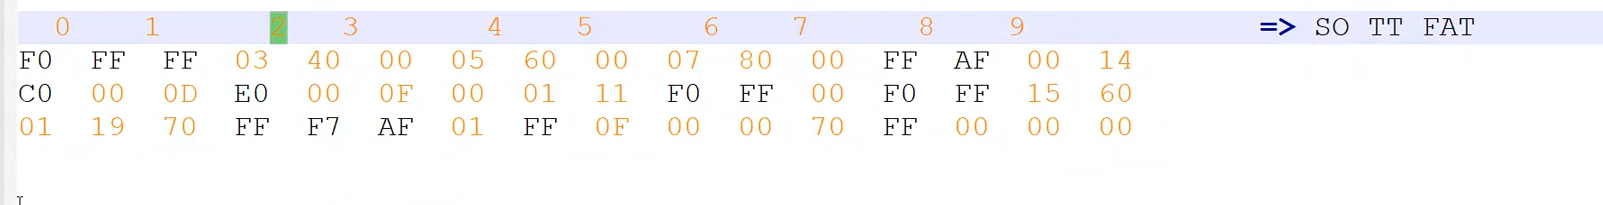 0 1 2 3 4 5 6 7 8 9 => SO TT FAT
F0 FF FF 03 40 00 05 60 00 07 80 00 FF AF 00 14
C0 00 0D E0 00 0F 00 01 11 F0 FF 00 F0 FF 15 60
01 19 70 FF F7 AF 01 FF 0F 00 00 70 FF 00 00 00